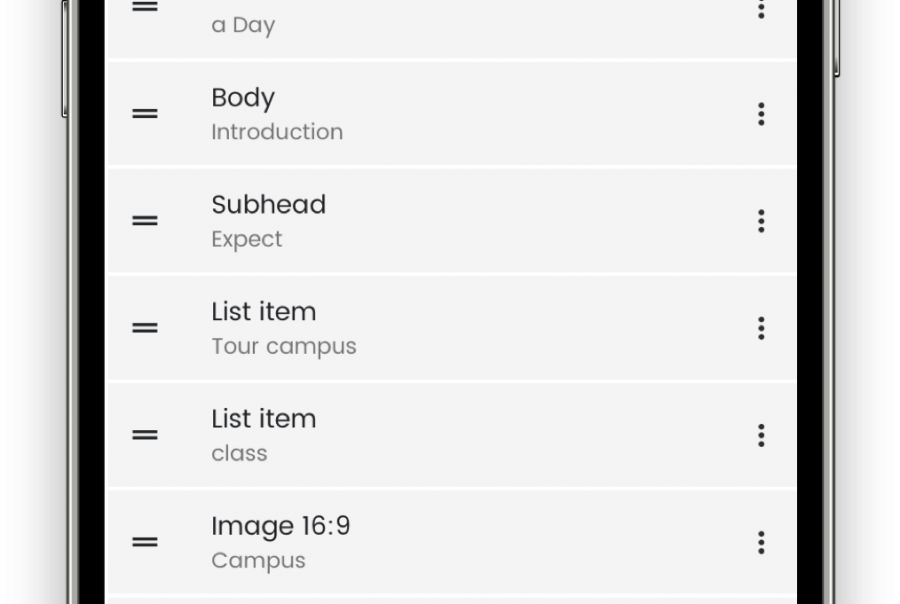 a Day
Body
Introduction
Subhead
Expect
List item
Tour campus
List item
class
Image 16:9
Campus